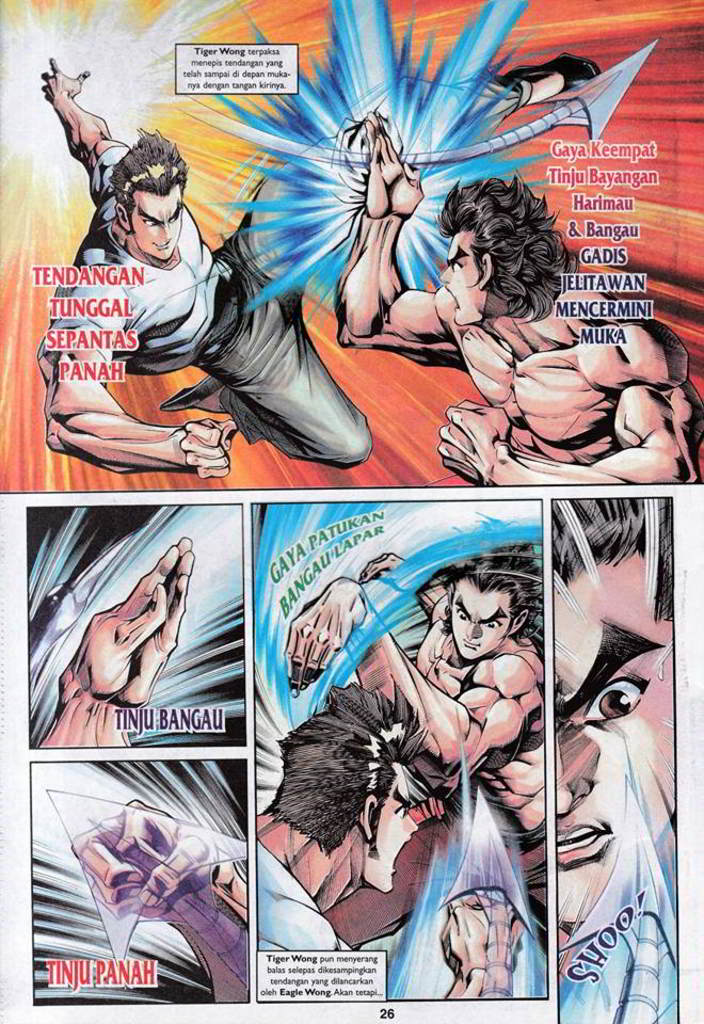 Tiger Wong terpaksa
menepis tendangan yang
telah sampai di depan muka-
nya dengan tangan kirinya.
Gaya Keempat
Tinju Bayangan
Harimau
& Bangau
GADIS
JELITAWAN
MENCERMINI
MUKA
TENDANGAN
TUNGGAL
SEPANTAS
PANAH
TINJU BANGAU
GAYA PATUKAN
BANGAU LAPAR
TINJU PANAH
Tiger Wong pun menyerang
balas selepas dikesampingkan
tendangan yang dilancarkan
oleh Eagle Wong. Akan tetapi...
SHOO!
26